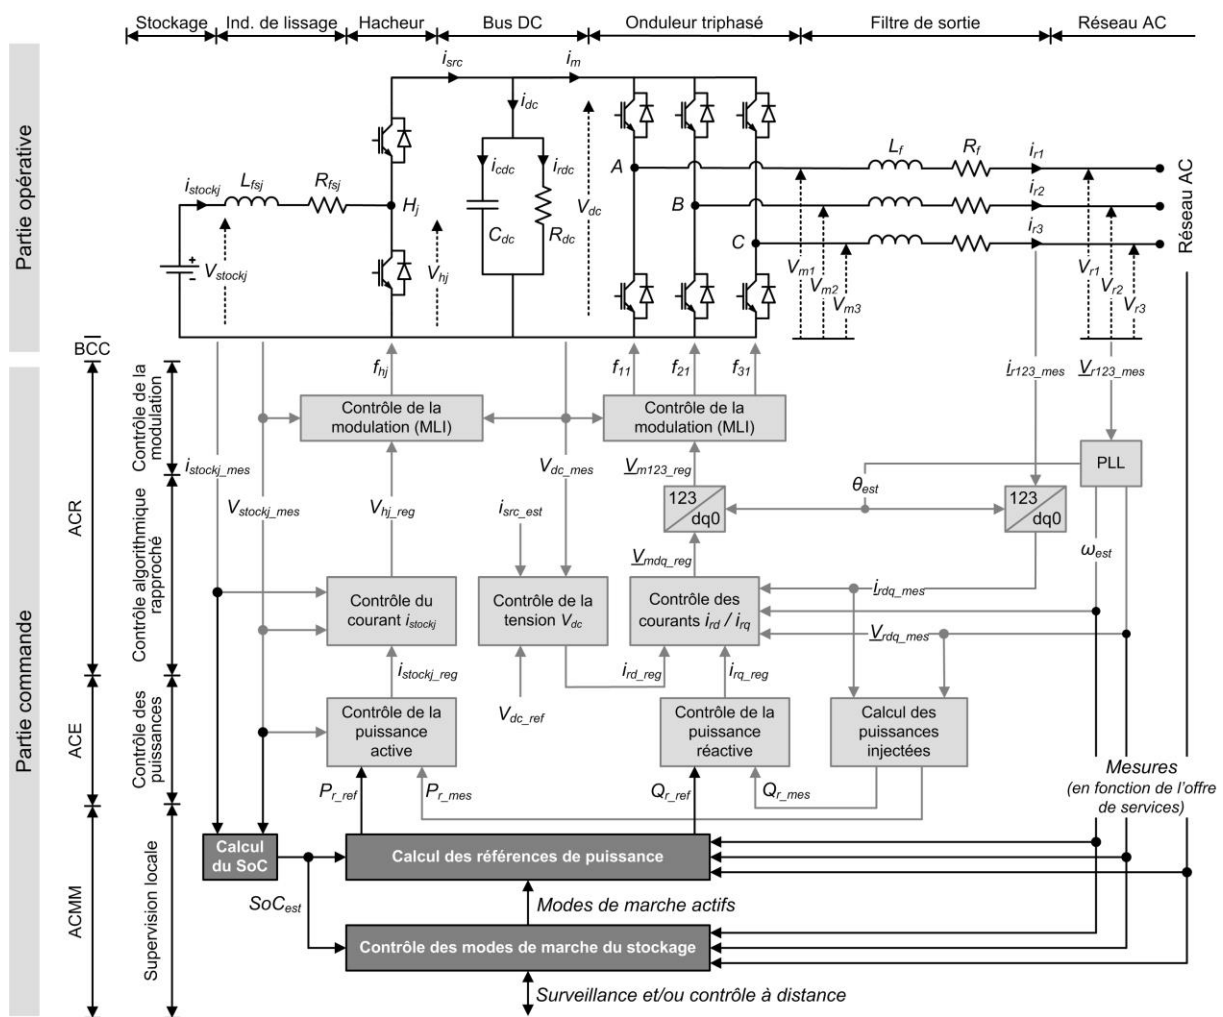 Stockage
Ind. de lissage
Hacheur
Bus DC
Onduleur triphasé
Filtre de sortie
Réseau AC
Partie opérative
i_src
i_m
i_dc
i_cdc
i_rdc
C_dc
R_dc
V_dc
i_stockj
L_fsj
R_fsj
H_j
V_stockj
V_hj
+
-
A
B
C
L_f
R_f
i_r1
i_r2
i_r3
V_m1
V_m2
V_m3
V_r1
V_r2
V_r3
Réseau AC
BCC
f_hj
f_11
f_21
f_31
i_r123_mes
V_r123_mes
Partie commande
ACR
ACE
ACMM
Contrôle de la
modulation
Contrôle algorithmique
rapproché
Contrôle des
puissances
Supervision locale
Contrôle de la
modulation (MLI)
Contrôle de la
modulation (MLI)
PLL
i_stockj_mes
V_dc_mes
V_m123_reg
θ_est
V_stockj_mes
V_hj_reg
i_src_est
123
dq0
123
dq0
V_mdq_reg
ω_est
Contrôle du
courant i_stockj
Contrôle de la
tension V_dc
Contrôle des
courants i_rd / i_rq
i_rdq_mes
V_rdq_mes
i_stockj_reg
i_rd_reg
i_rq_reg
V_dc_ref
Contrôle de la
puissance
active
Contrôle de la
puissance
réactive
Calcul des
puissances
injectées
P_r_ref
P_r_mes
Q_r_ref
Q_r_mes
Mesures
(en fonction de l'offre
de services)
Calcul
du SoC
Calcul des références de puissance
SoC_est
Modes de marche actifs
Contrôle des modes de marche du stockage
Surveillance et/ou contrôle à distance